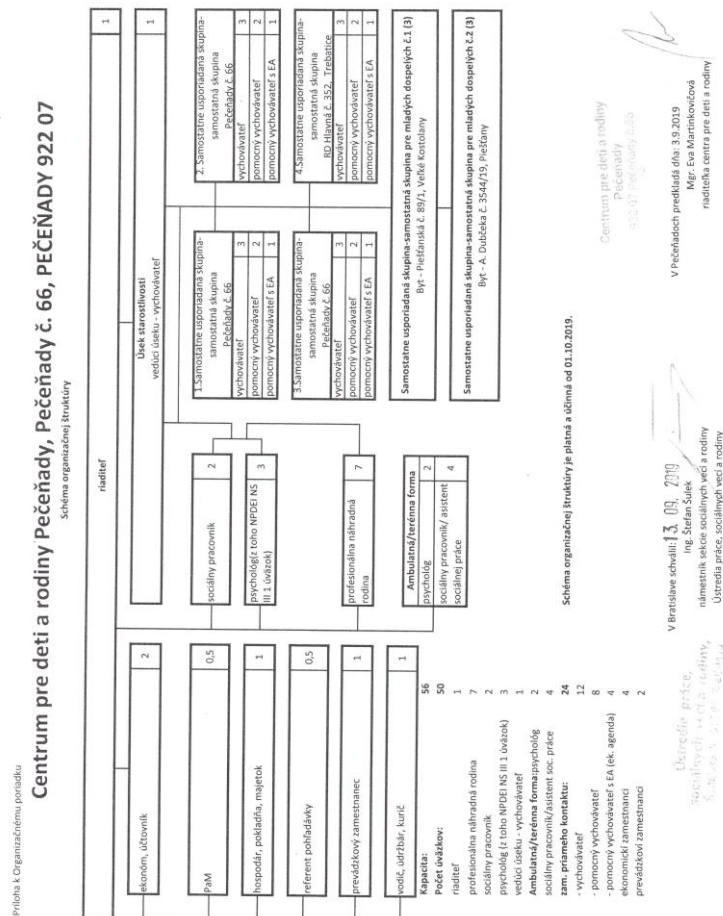 Príloha k Organizačnému poriadku
Centrum pre deti a rodiny Pečeňady, Pečeňady č. 66, PEČEŇADY 922 07
Schéma organizačnej štruktúry
riaditeľ 1
ekonóm, účtovník 2
PaM 0,5
hospodár, pokladňa, majetok 1
referent pohľadávky 0,5
prevádzkový zamestnanec 1
vodič, údržbár, kurič 1
Úsek starostlivosti
vedúci úseku - vychovávateľ 1
sociálny pracovník 2
psychológ(z toho NPDEI NS
III 1 úväzok) 3
profesionálna náhradná
rodina 7
Ambulatná/terénna forma
psychológ 2
sociálny pracovník/ asistent
sociálnej práce 4
1.Samostatne usporiadaná skupina-
samostatná skupina
Pečeňady č. 66
vychovávateľ 3
pomocný vychovávateľ 2
pomocný vychovávateľ s EA 1
2. Samostatne usporiadaná skupina-
samostatná skupina
Pečeňady č. 66
vychovávateľ 3
pomocný vychovávateľ 2
pomocný vychovávateľ s EA 1
3.Samostatne usporiadaná skupina-
samostatná skupina
Pečeňady č. 66
vychovávateľ 3
pomocný vychovávateľ 2
pomocný vychovávateľ s EA 1
4.Samostatne usporiadaná skupina-
samostatná skupina
RD Hlavná č. 352, Trebatice
vychovávateľ 3
pomocný vychovávateľ 2
pomocný vychovávateľ s EA 1
Samostatne usporiadaná skupina-samostatná skupina pre mladých dospelých č.1 (3)
Byt - Piešťanská č. 89/1, Veľké Kostolany
Samostatne usporiadaná skupina-samostatná skupina pre mladých dospelých č.2 (3)
Byt - A. Dubčeka č. 3544/19, Piešťany
Kapacita: 56
Počet úväzkov: 50
riaditeľ 1
profesionálna náhradná rodina 7
sociálny pracovník 2
psychológ (z toho NPDEI NS III 1 úväzok) 3
vedúci úseku - vychovávateľ 1
Ambulatná/terénna forma:psychológ 2
sociálny pracovník/asistent soc. práce 4
zam. priameho kontaktu: 24
- vychovávateľ 12
- pomocný vychovávateľ 8
- pomocný vychovávateľ s EA (ek. agenda) 4
ekonomickí zamestnanci 4
prevádzkoví zamestnanci 2
Schéma organizačnej štruktúry je platná a účinná od 01.10.2019.
Ústredie práce,
sociálnych vecí a rodiny,
V Bratislave schválil: 13. 09. 2019
Ing. Štefan Šulek
námestník sekcie sociálnych vecí a rodiny
Ústredia práce, sociálnych vecí a rodiny
Centrum pre deti a rodiny
Pečeňady
922 07 Pečeňady č.66
V Pečeňadoch predkladá dňa: 3.9.2019
Mgr. Eva Martinkovičová
riaditeľka centra pre deti a rodiny